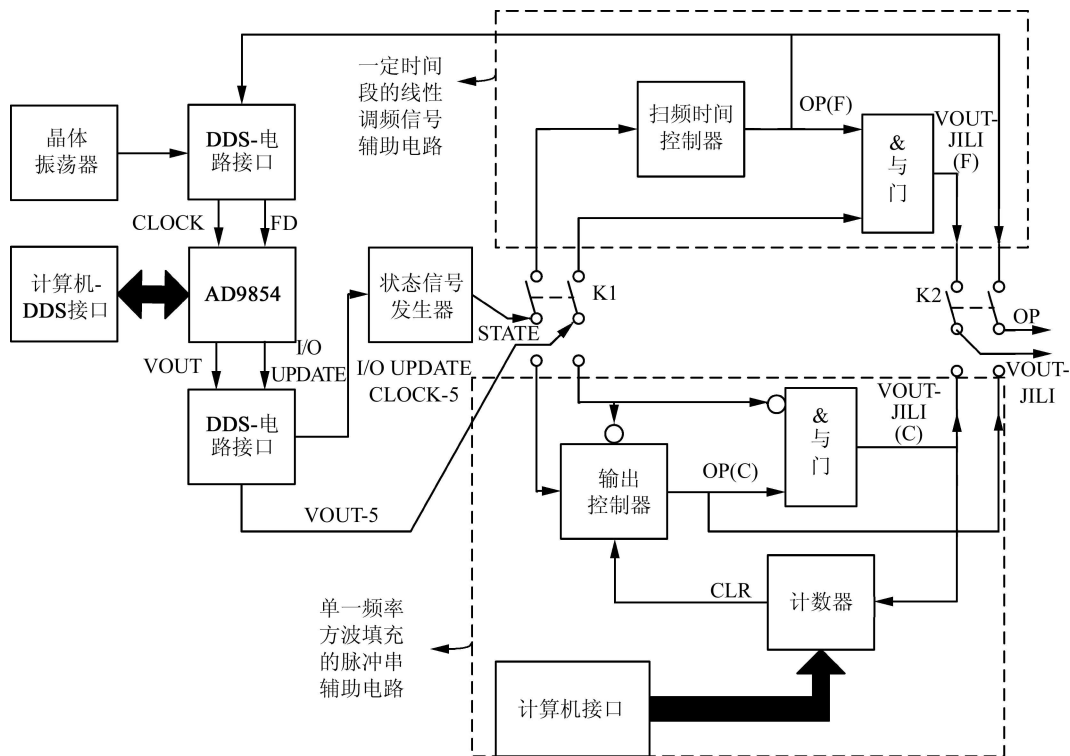 一定时间
段的线性
调频信号
辅助电路
晶体
振荡器
DDS-电
路接口
扫频时间
控制器
OP(F)
&
与
门
VOUT-
JILI
(F)
CLOCK
FD
计算机-
DDS接口
AD9854
状态信号
发生器
STATE
K1
K2
OP
VOUT-
JILI
VOUT
I/O
UPDATE
I/O UPDATE
CLOCK-5
DDS-电
路接口
VOUT-5
输出
控制器
OP(C)
&
与
门
VOUT-
JILI
(C)
CLR
计数器
单一频率
方波填充
的脉冲串
辅助电路
计算机接口